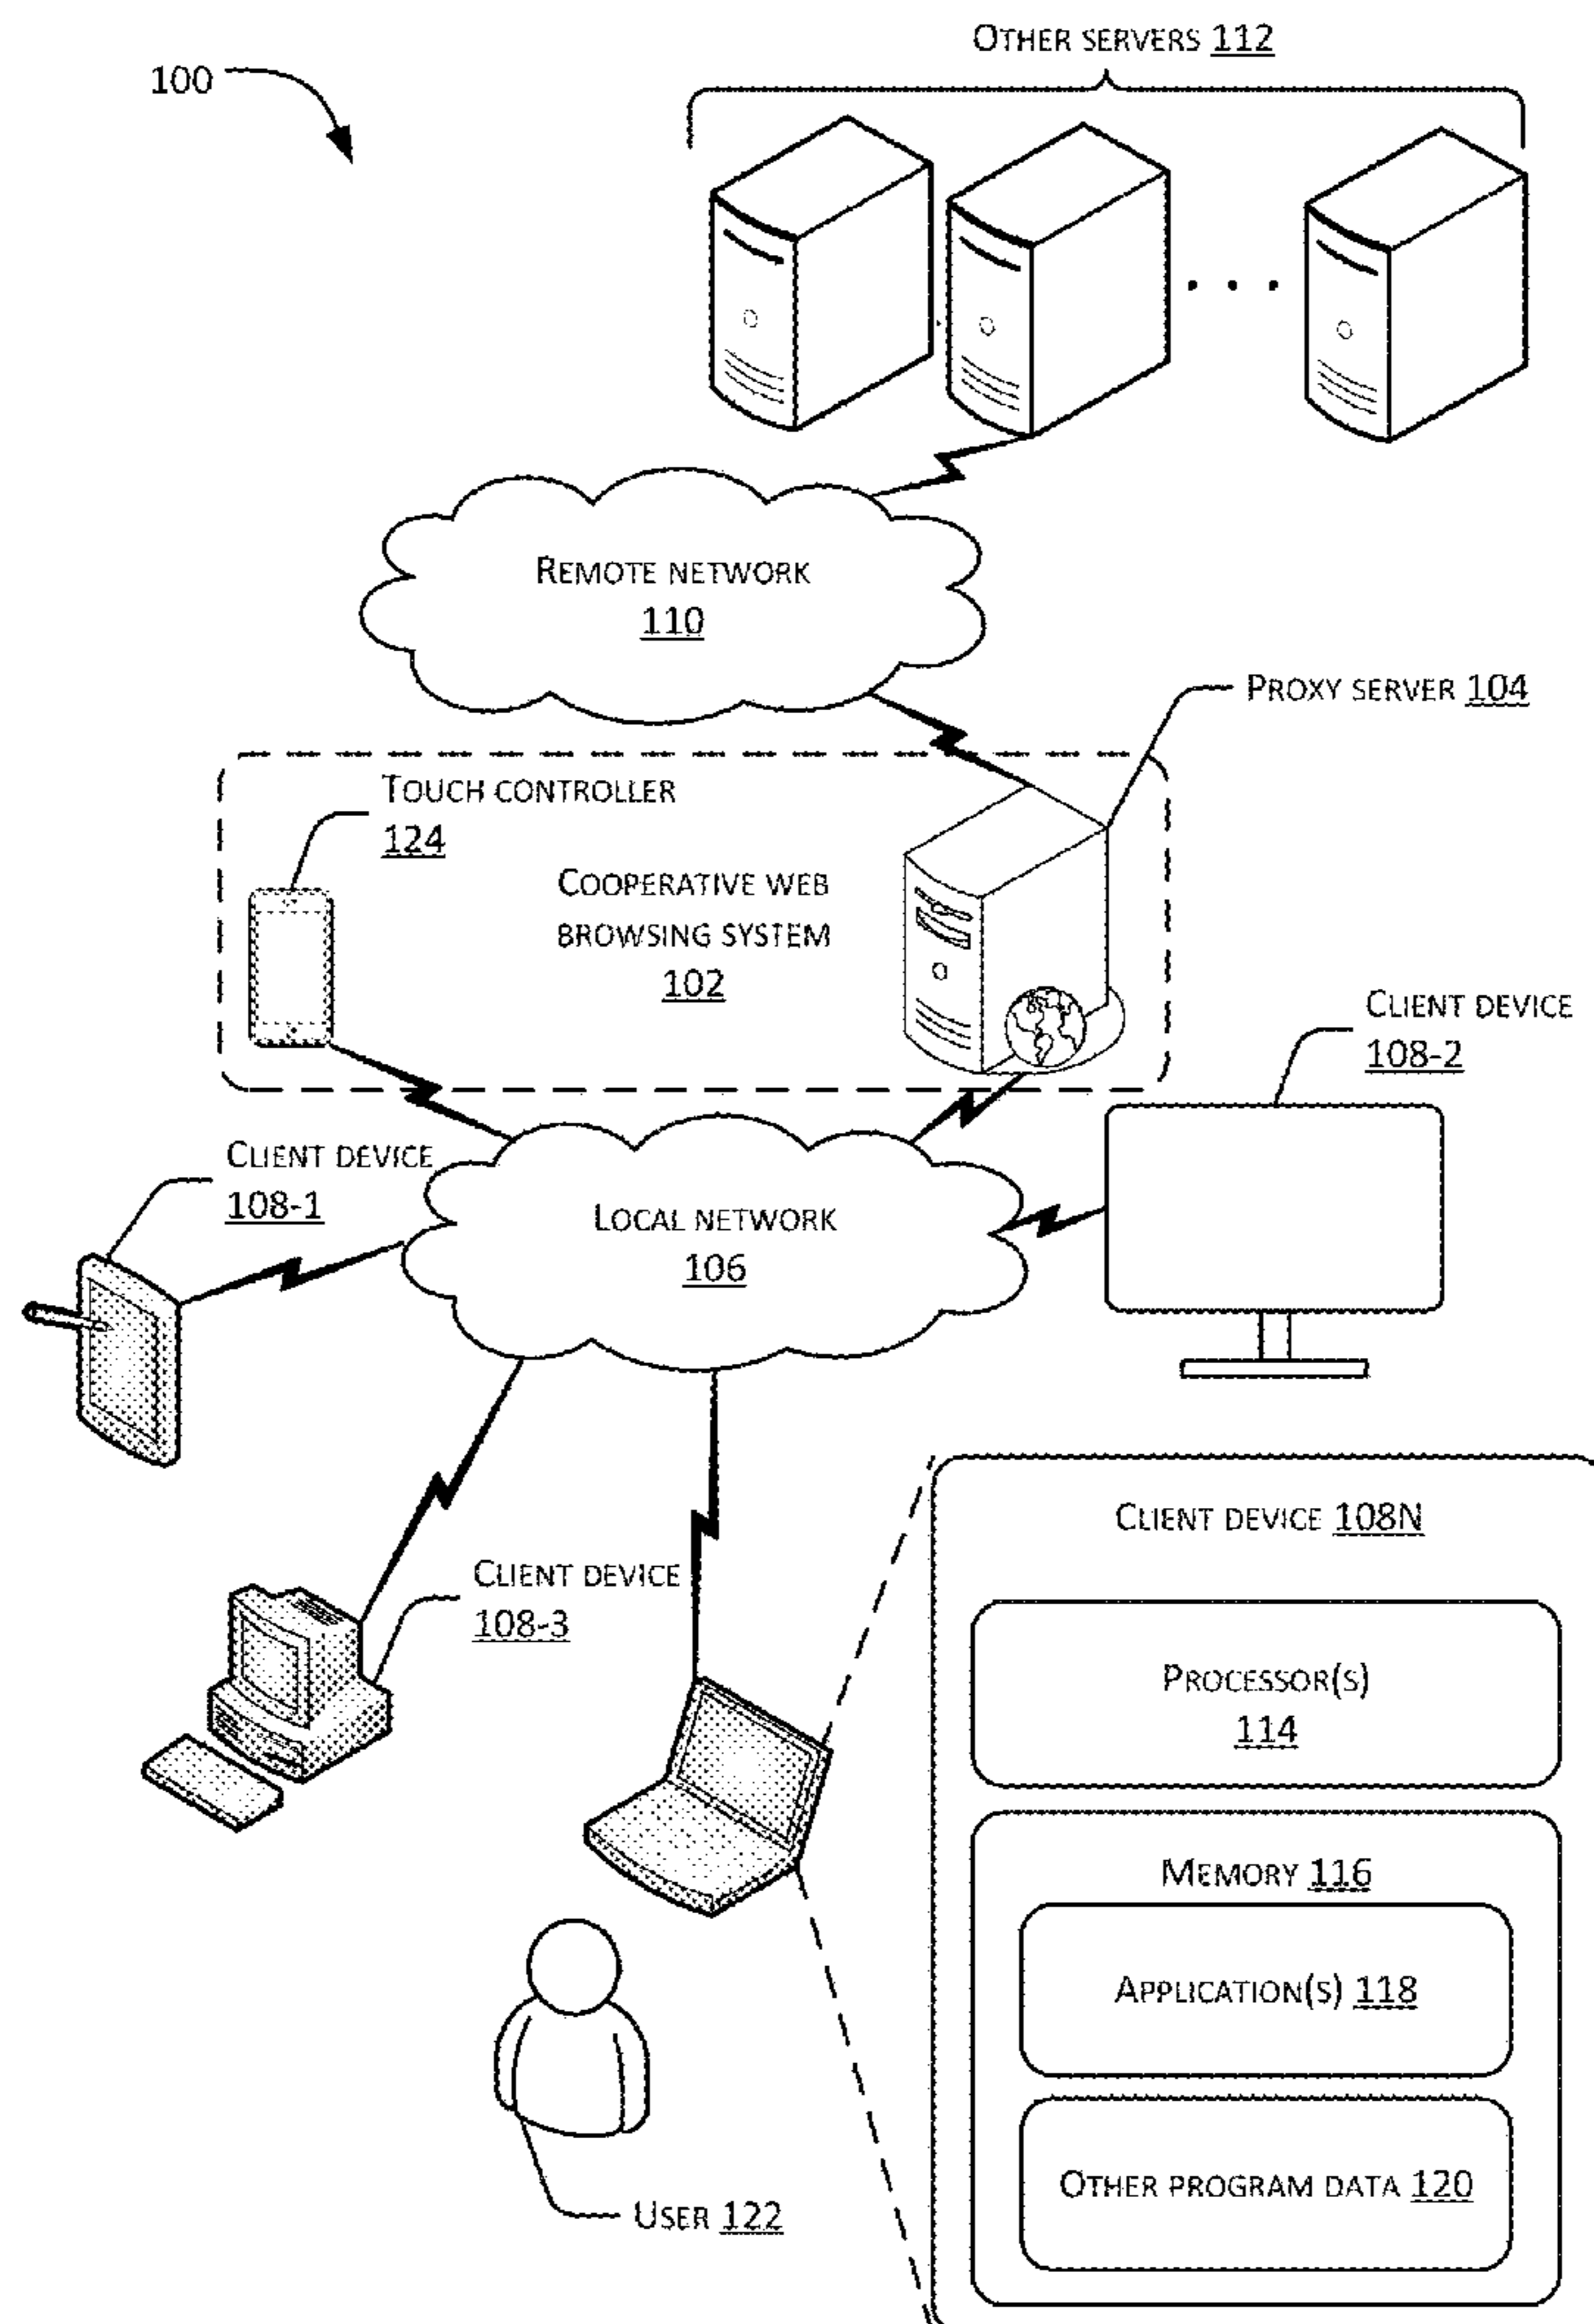 100
OTHER SERVERS 112
REMOTE NETWORK
110
PROXY SERVER 104
TOUCH CONTROLLER
124
COOPERATIVE WEB
BROWSING SYSTEM
102
CLIENT DEVICE
108-2
CLIENT DEVICE
108-1
LOCAL NETWORK
106
CLIENT DEVICE 108N
CLIENT DEVICE
108-3
PROCESSOR(S)
114
MEMORY 116
APPLICATION(S) 118
OTHER PROGRAM DATA 120
USER 122